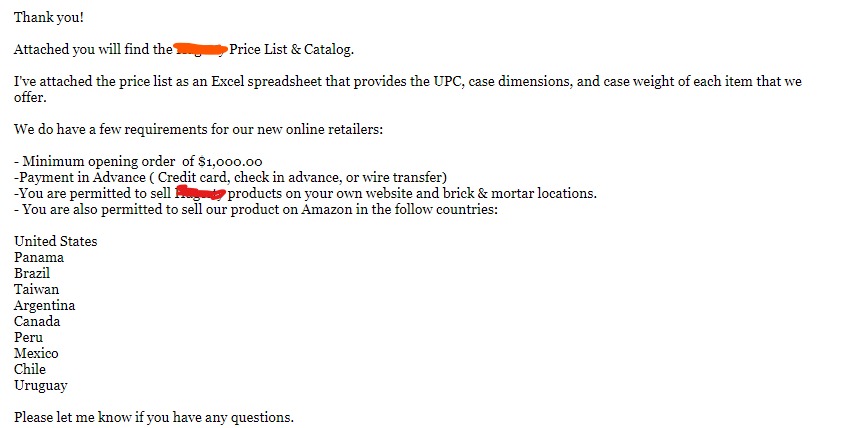 Thank you!
Attached you will find the Price List & Catalog.
I've attached the price list as an Excel spreadsheet that provides the UPC, case dimensions, and case weight of each item that we
offer.
We do have a few requirements for our new online retailers:
- Minimum opening order  of $1,000.00
-Payment in Advance ( Credit card, check in advance, or wire transfer)
-You are permitted to sell products on your own website and brick & mortar locations.
- You are also permitted to sell our product on Amazon in the follow countries:
United States
Panama
Brazil
Taiwan
Argentina
Canada
Peru
Mexico
Chile
Uruguay
Please let me know if you have any questions.